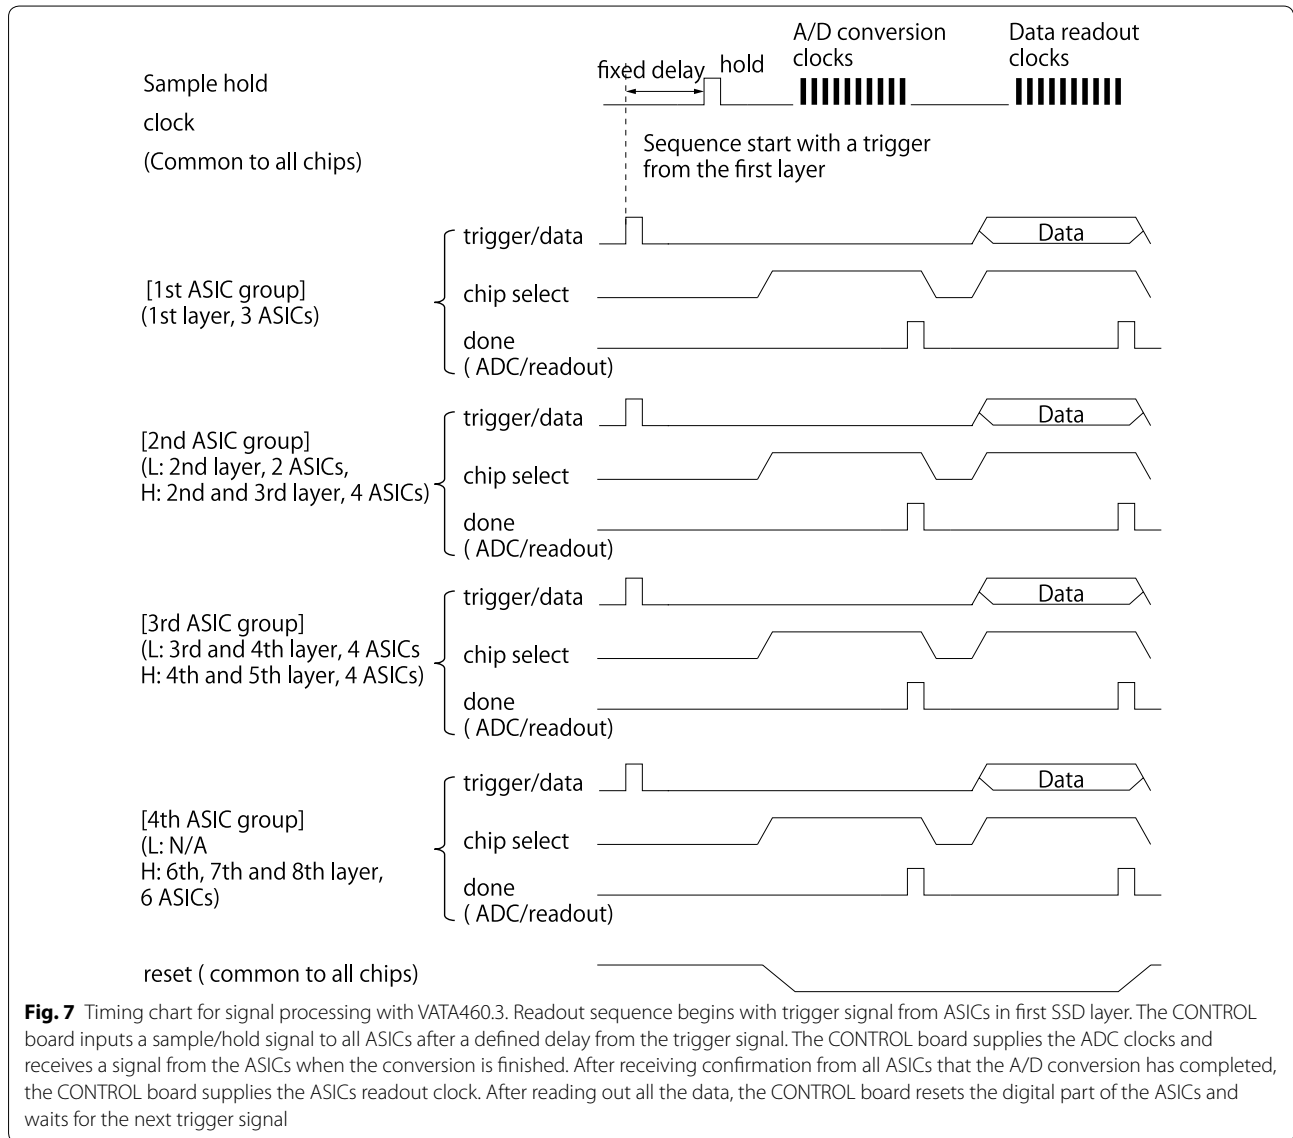 A/D conversion
clocks
Data readout
clocks
fixed delay
hold
Sample hold
clock
(Common to all chips)
Sequence start with a trigger
from the first layer
[1st ASIC group]
(1st layer, 3 ASICs)
trigger/data
Data
chip select
done
( ADC/readout)
[2nd ASIC group]
(L: 2nd layer, 2 ASICs,
H: 2nd and 3rd layer, 4 ASICs)
trigger/data
Data
chip select
done
( ADC/readout)
[3rd ASIC group]
(L: 3rd and 4th layer, 4 ASICs
H: 4th and 5th layer, 4 ASICs)
trigger/data
Data
chip select
done
( ADC/readout)
[4th ASIC group]
(L: N/A
H: 6th, 7th and 8th layer,
6 ASICs)
trigger/data
Data
chip select
done
( ADC/readout)
reset ( common to all chips)
Fig. 7 Timing chart for signal processing with VATA460.3. Readout sequence begins with trigger signal from ASICs in first SSD layer. The CONTROL
board inputs a sample/hold signal to all ASICs after a defined delay from the trigger signal. The CONTROL board supplies the ADC clocks and
receives a signal from the ASICs when the conversion is finished. After receiving confirmation from all ASICs that the A/D conversion has completed,
the CONTROL board supplies the ASICs readout clock. After reading out all the data, the CONTROL board resets the digital part of the ASICs and
waits for the next trigger signal